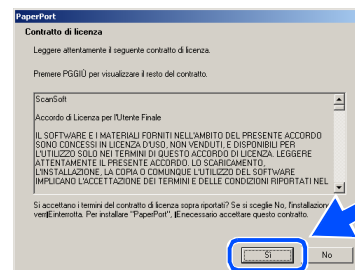 PaperPort
Contratto di licenza
Leggere attentamente il seguente contratto di licenza.
Premere PGGIÙ per visualizzare il resto del contratto.
ScanSoft
Accordo di Licenza per l'Utente Finale
IL SOFTWARE E I MATERIALI FORNITI NELL'AMBITO DEL PRESENTE ACCORDO
SONO CONCESSI IN LICENZA D'USO, NON VENDUTI, E DISPONIBILI PER
L'UTILIZZO SOLO NEI TERMINI DI QUESTO ACCORDO DI LICENZA. LEGGERE
ATTENTAMENTE IL PRESENTE ACCORDO. LO SCARICAMENTO,
L'INSTALLAZIONE, LA COPIA O COMUNQUE L'UTILIZZO DEL SOFTWARE
IMPLICANO L'ACCETTAZIONE DEI TERMINI E DELLE CONDIZIONI RIPORTATI NEL
Si accettano i termini del contratto di licenza sopra riportati? Se si sceglie No, l'installazione
interrotta. Per installare "PaperPort", necessario accettare questo contratto.
Sì
No